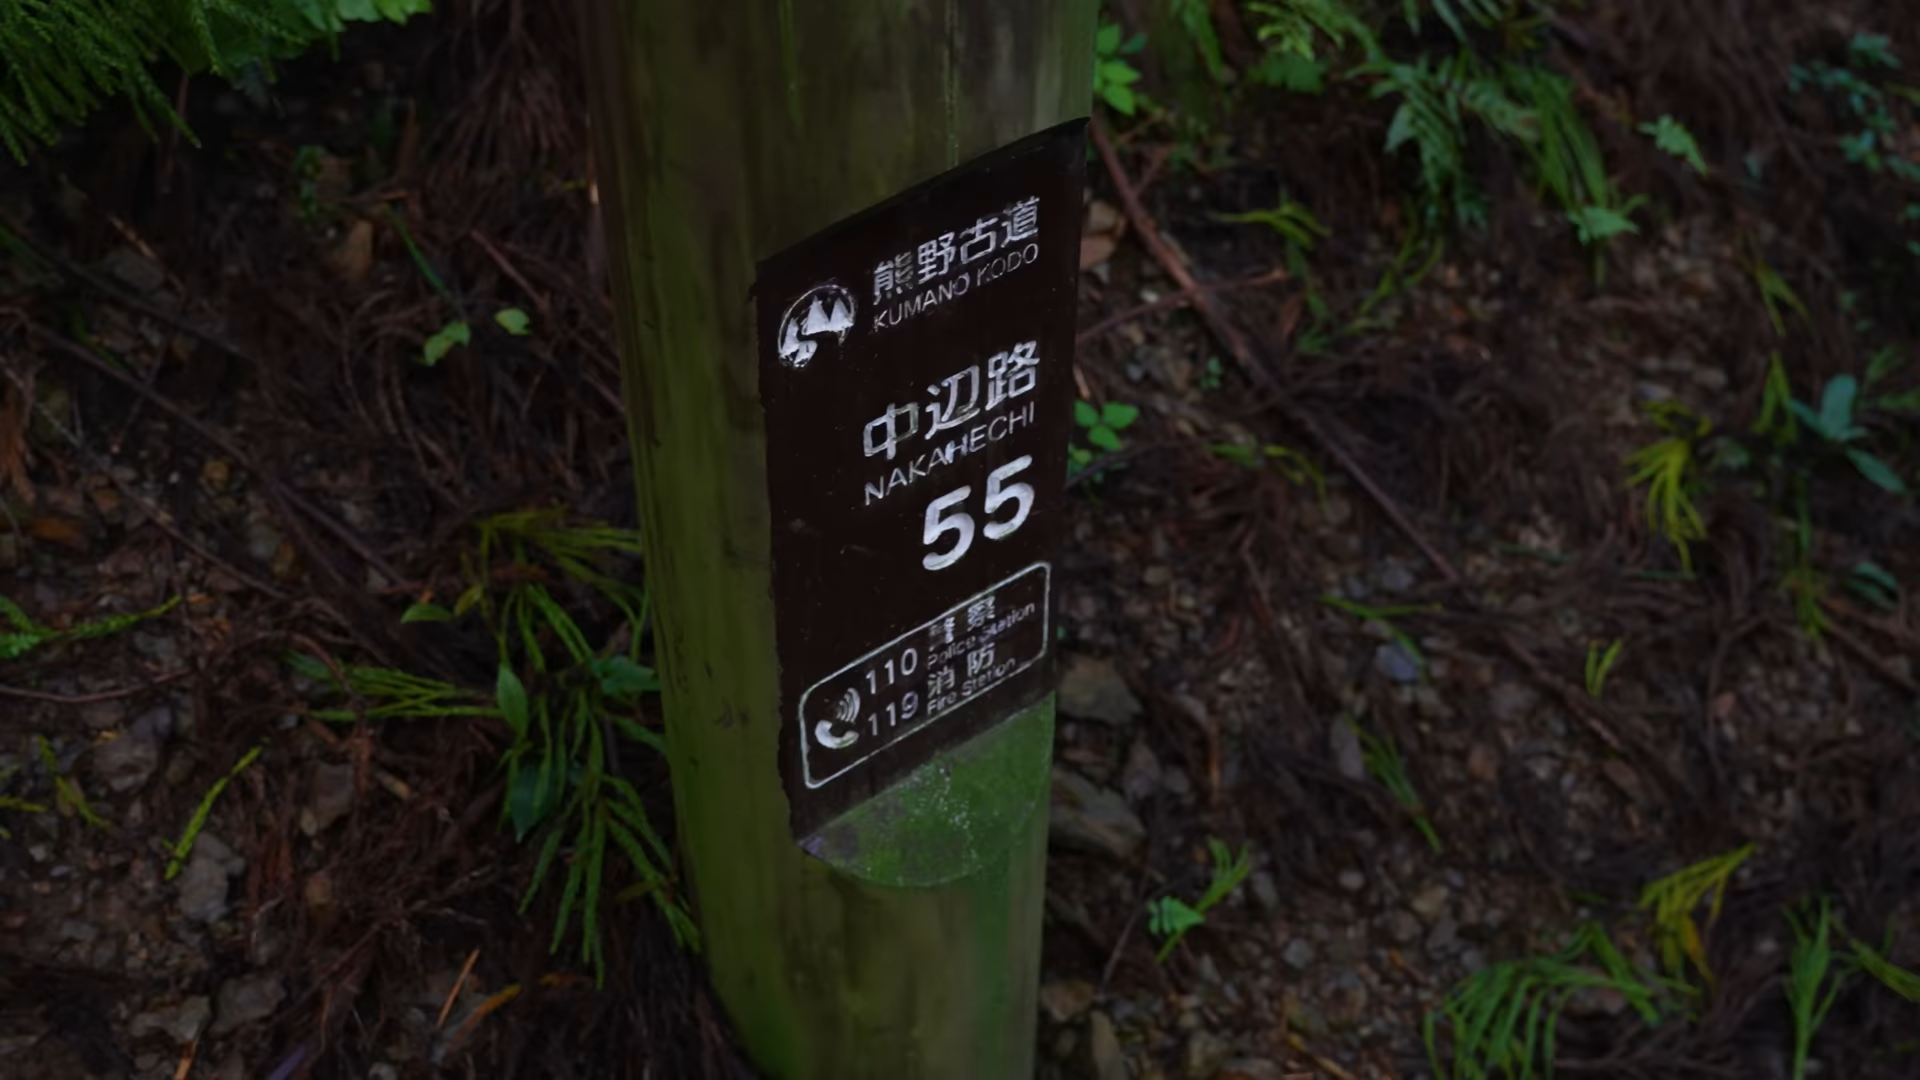 熊野古道
KUMANO KODO
中辺路
NAKAHECHI
55
110 警察
Police Station
119 消防
Fire Station